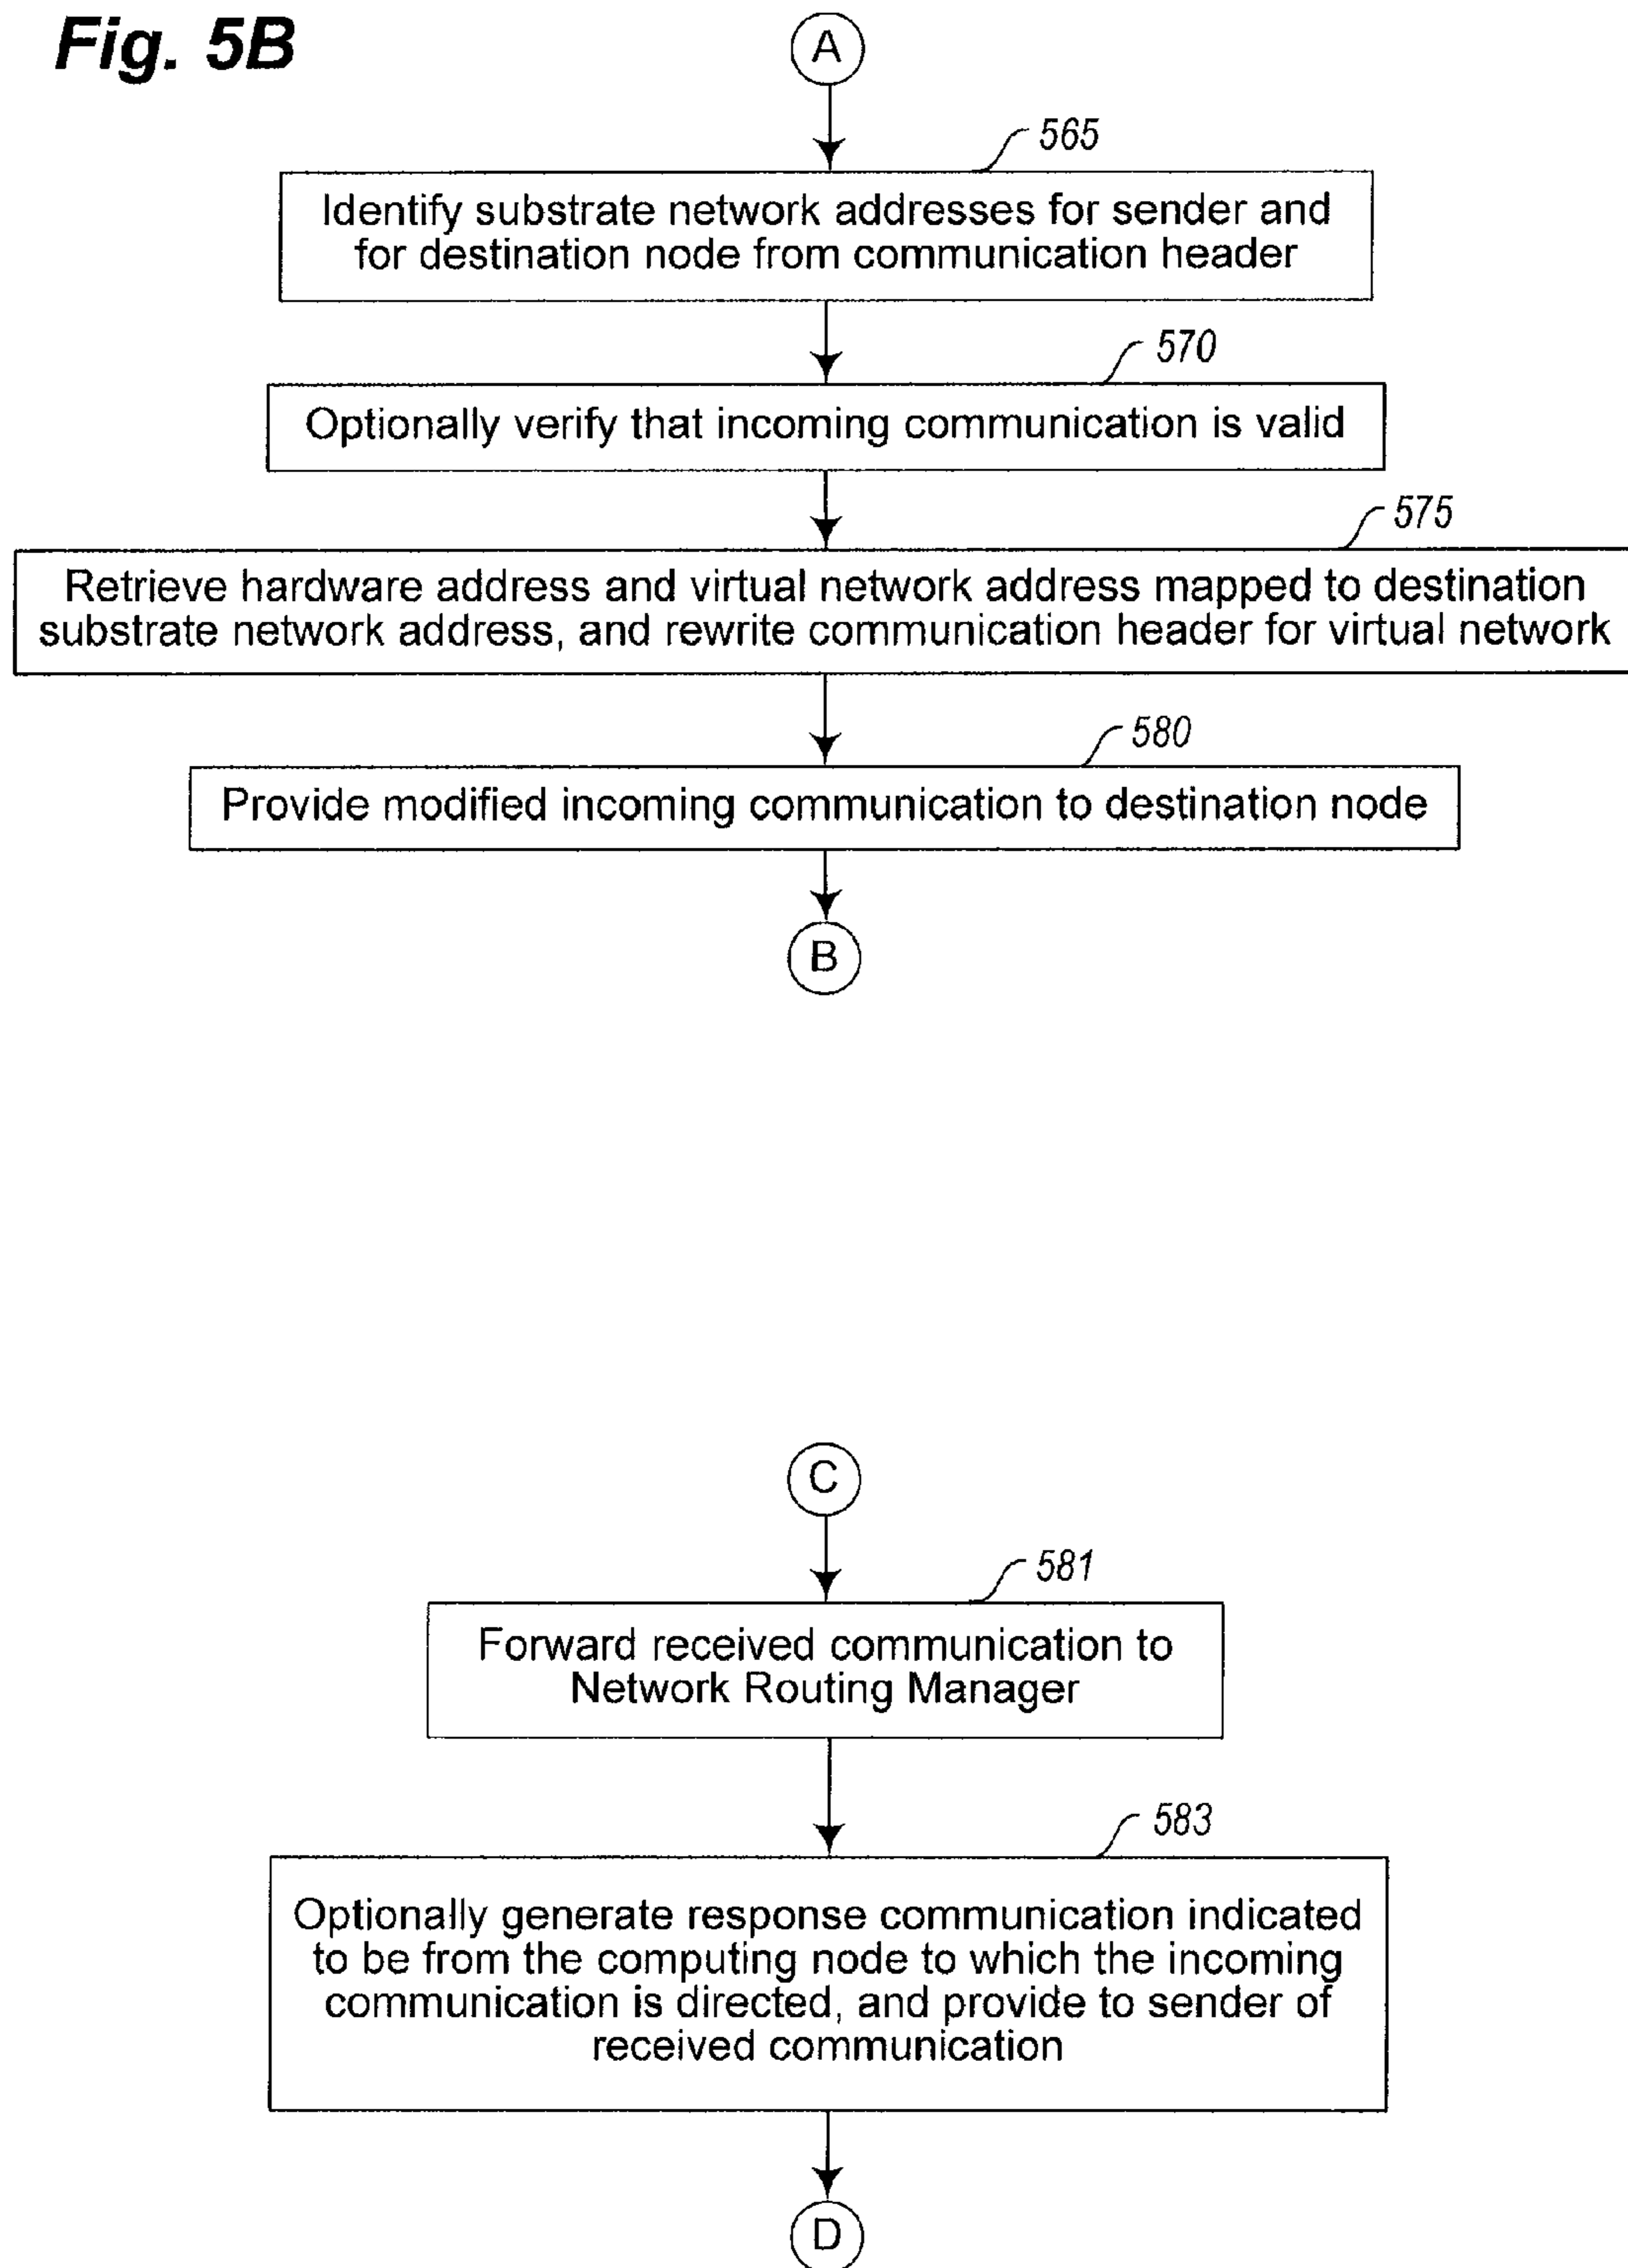 Fig. 5B
A
565
Identify substrate network addresses for sender and
for destination node from communication header
570
Optionally verify that incoming communication is valid
575
Retrieve hardware address and virtual network address mapped to destination
substrate network address, and rewrite communication header for virtual network
580
Provide modified incoming communication to destination node
B
C
581
Forward received communication to
Network Routing Manager
583
Optionally generate response communication indicated
to be from the computing node to which the incoming
communication is directed, and provide to sender of
received communication
D